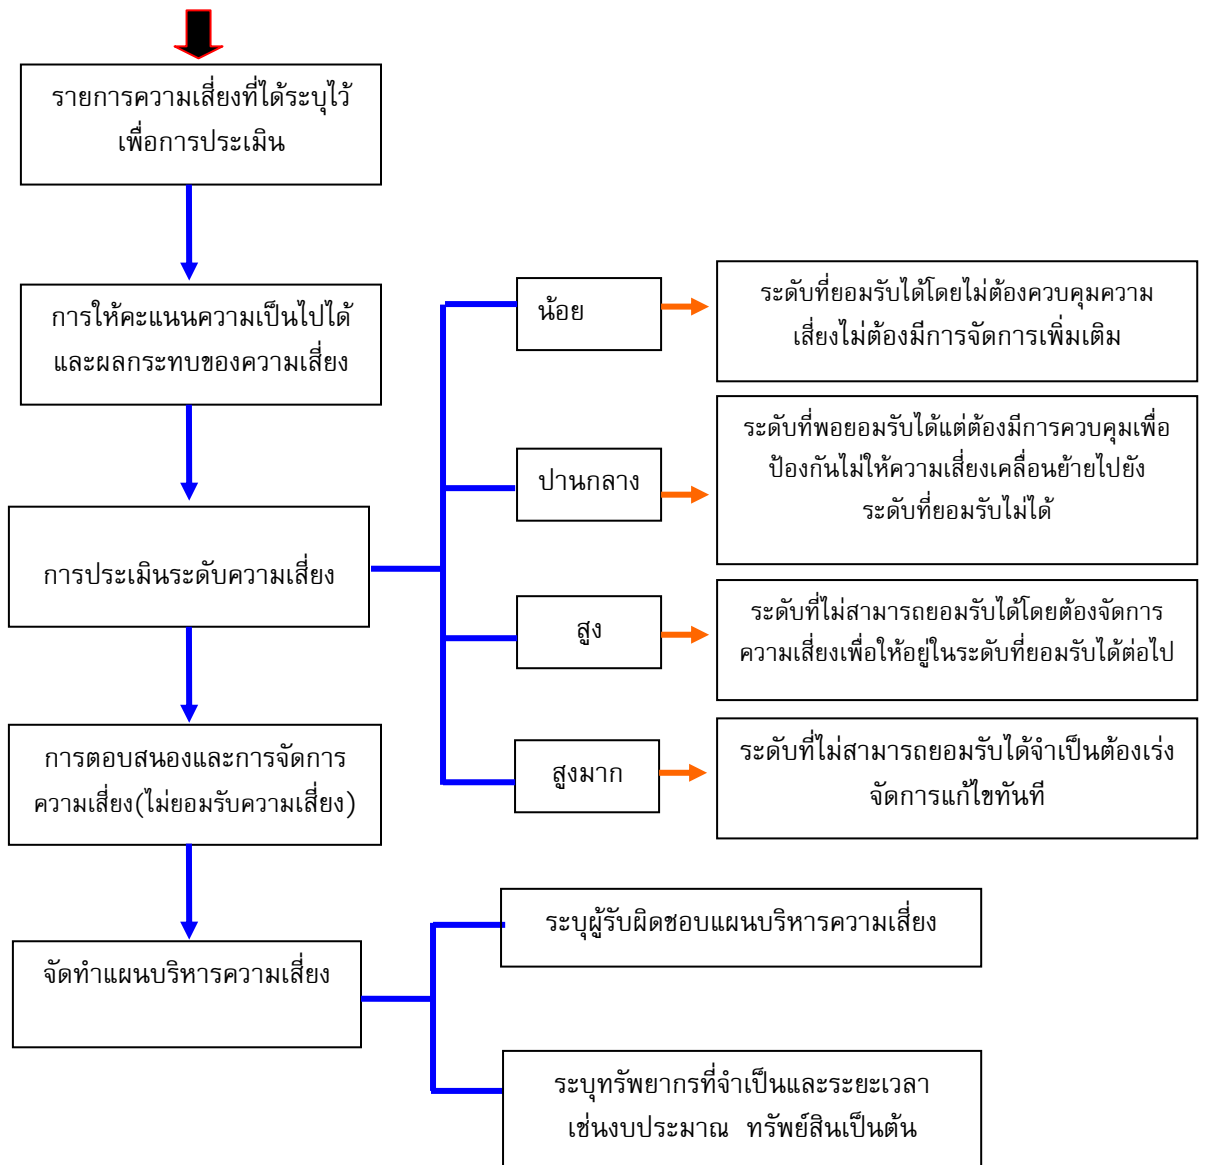 รายการความเสี่ยงที่ได้ระบุไว้
เพื่อการประเมิน
การให้คะแนนความเป็นไปได้
และผลกระทบของความเสี่ยง
การประเมินระดับความเสี่ยง
น้อย
ระดับที่ยอมรับได้โดยไม่ต้องควบคุมความ
เสี่ยงไม่ต้องมีการจัดการเพิ่มเติม
ปานกลาง
ระดับที่พอยอมรับได้แต่ต้องมีการควบคุมเพื่อ
ป้องกันไม่ให้ความเสี่ยงเคลื่อนย้ายไปยัง
ระดับที่ยอมรับไม่ได้
สูง
ระดับที่ไม่สามารถยอมรับได้โดยต้องจัดการ
ความเสี่ยงเพื่อให้อยู่ในระดับที่ยอมรับได้ต่อไป
สูงมาก
ระดับที่ไม่สามารถยอมรับได้จำเป็นต้องเร่ง
จัดการแก้ไขทันที
การตอบสนองและการจัดการ
ความเสี่ยง(ไม่ยอมรับความเสี่ยง)
จัดทำแผนบริหารความเสี่ยง
ระบุผู้รับผิดชอบแผนบริหารความเสี่ยง
ระบุทรัพยากรที่จำเป็นและระยะเวลา
เช่นงบประมาณ ทรัพย์สินเป็นต้น